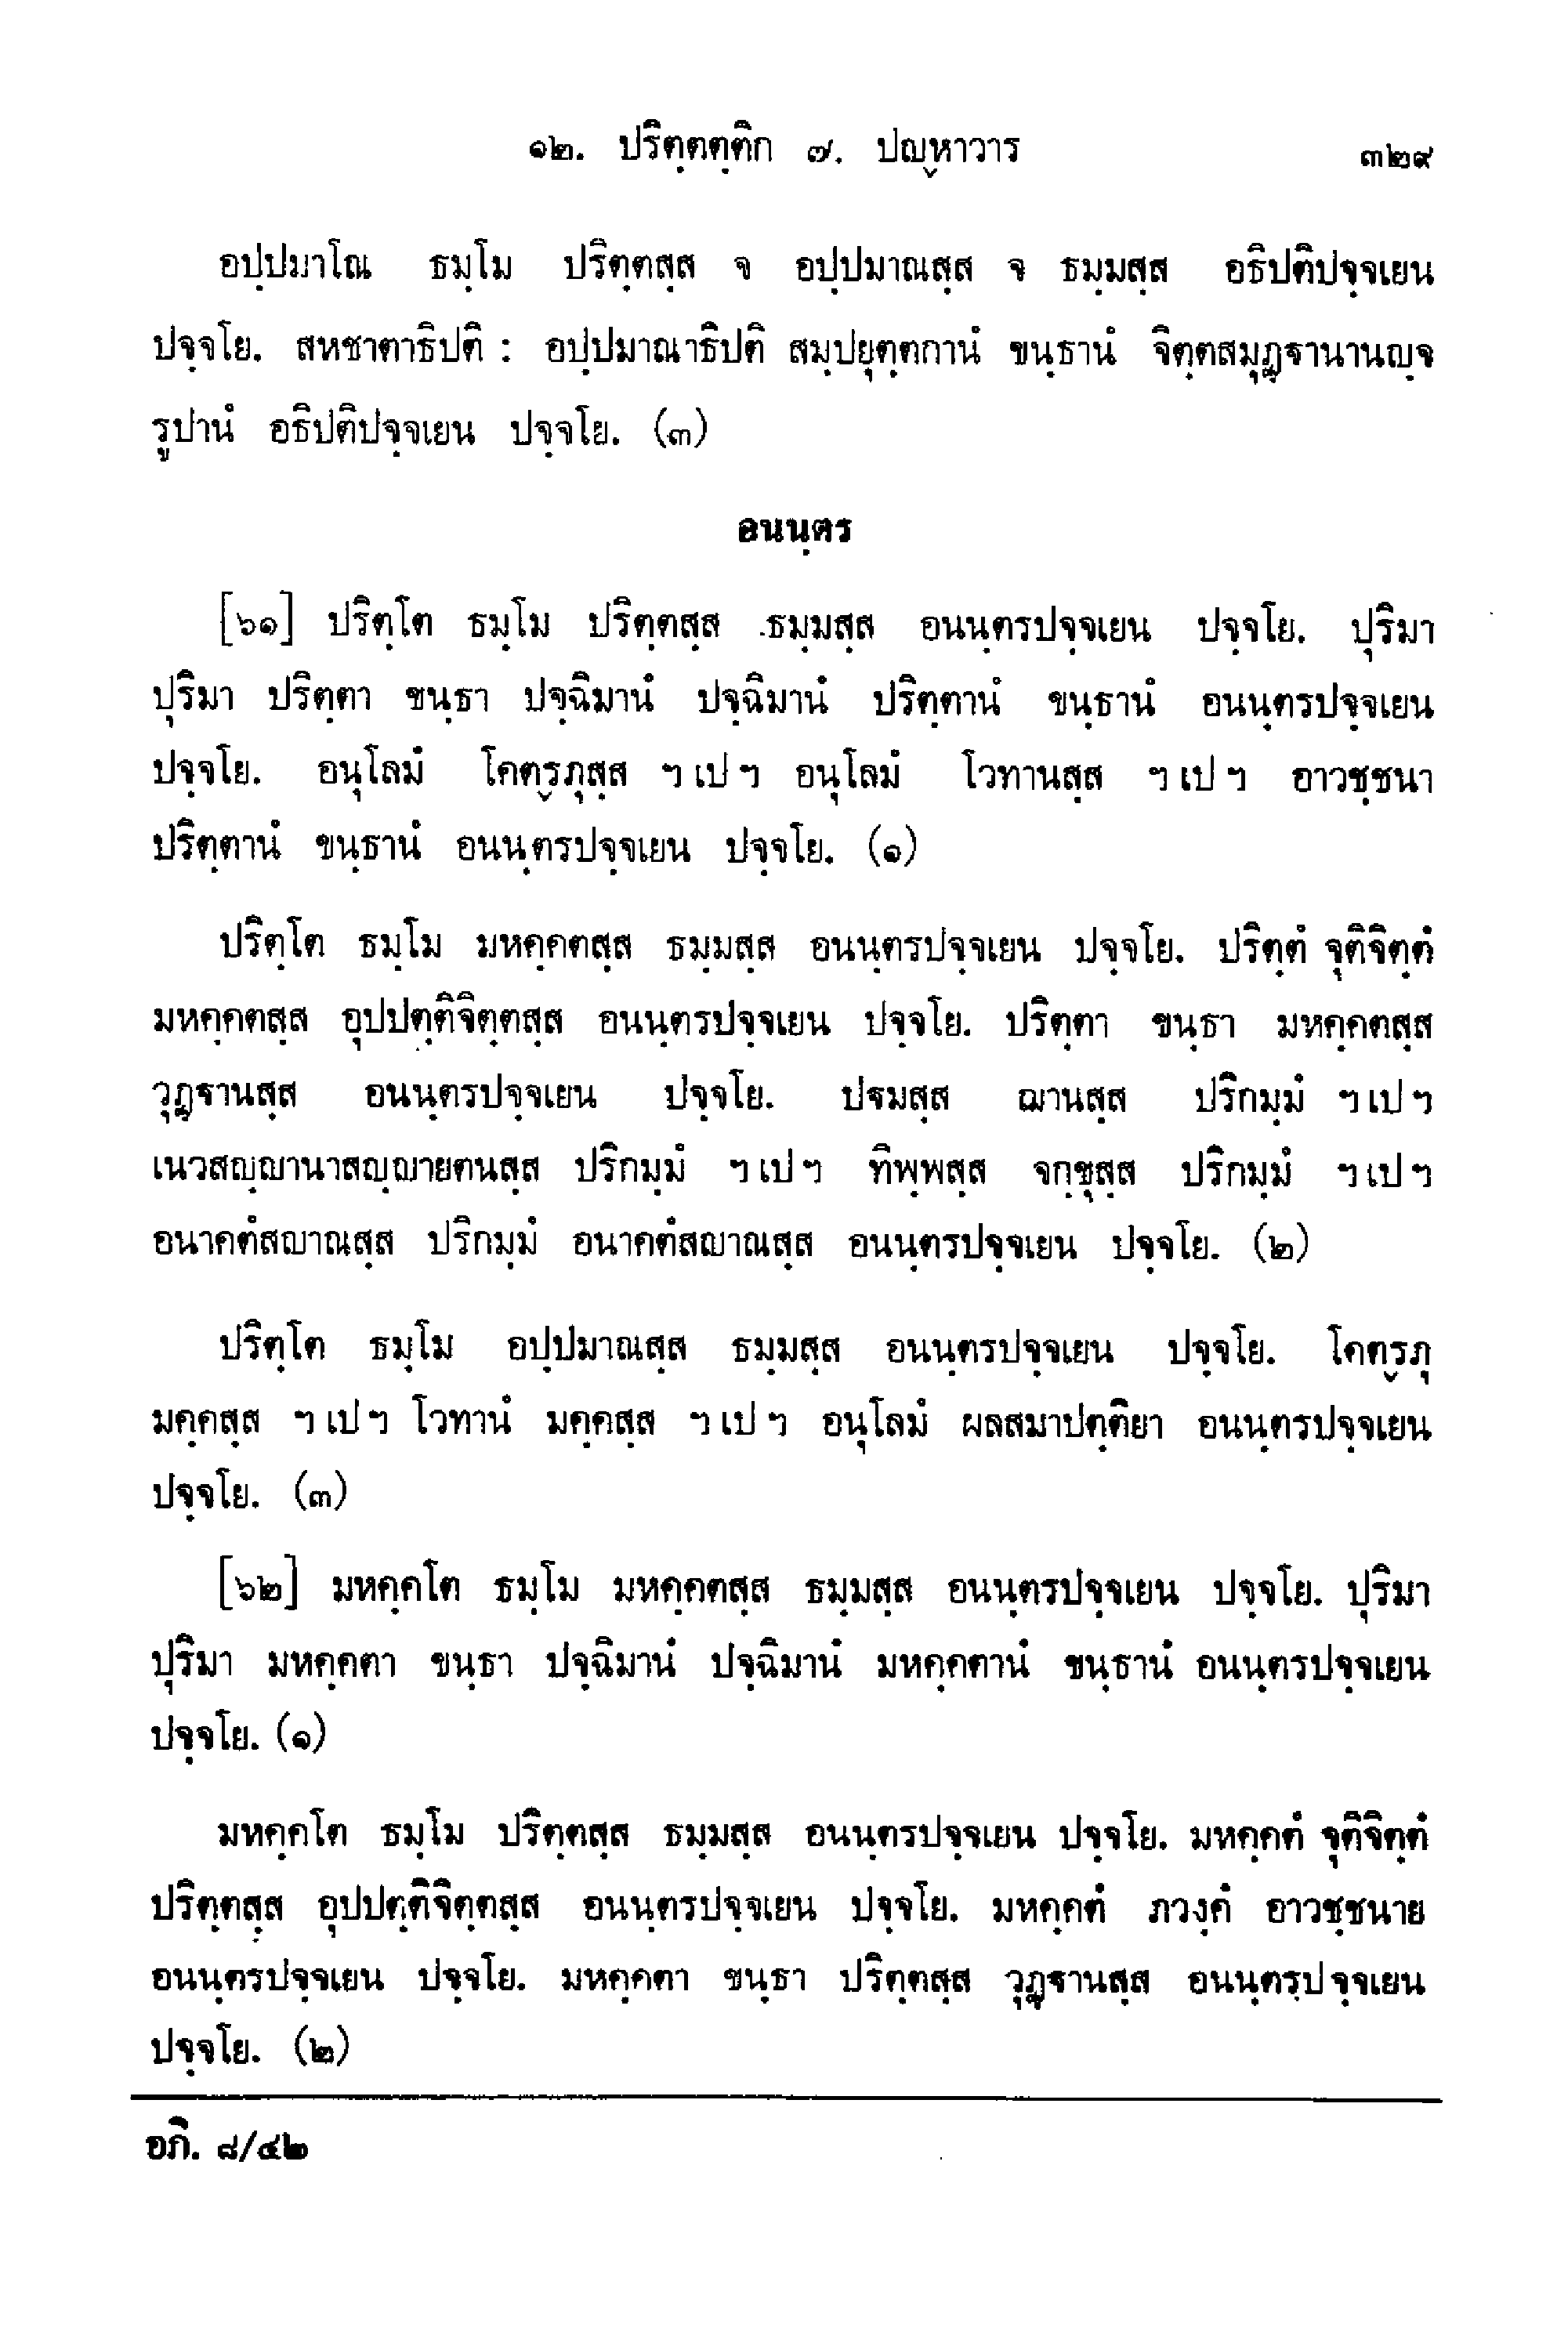 ๑๒. ปริตฺตตฺติก ๗. ปญฺหาวาร ๓๒๙
อปฺปมาโณ ธมฺโม ปริตฺตสฺส จ อปฺปมาณสฺส จ ธมฺมสฺส อธิปติปจฺจเยน
ปจฺจโย. สหชาตาธิปติ : อปฺปมาณาธิปติ สมฺปยุตฺตกานํ ขนฺธานํ จิตฺตสมุฏฺฐานานญฺจ
รูปานํ อธิปติปจฺจเยน ปจฺจโย. (๓)
อนนฺตร
[๖๑] ปริตฺโต ธมฺโม ปริตฺตสฺส ธมฺมสฺส อนนฺตรปจฺจเยน ปจฺจโย. ปุริมา
ปุริมา ปริตฺตา ขนฺธา ปจฺฉิมานํ ปจฺฉิมานํ ปริตฺตานํ ขนฺธานํ อนนฺตรปจฺจเยน
ปจฺจโย. อนุโลมํ โคตฺรภุสฺส ฯ เป ฯ อนุโลมํ โวทานสฺส ฯ เป ฯ อาวชฺชนา
ปริตฺตานํ ขนฺธานํ อนนฺตรปจฺจเยน ปจฺจโย. (๑)
ปริตฺโต ธมฺโม มหคฺคตสฺส ธมฺมสฺส อนนฺตรปจฺจเยน ปจฺจโย. ปริตฺตํ จุติจิตฺตํ
มหคฺคตสฺส อุปปตฺติจิตฺตสฺส อนนฺตรปจฺจเยน ปจฺจโย. ปริตฺตา ขนฺธา มหคฺคตสฺส
วุฏฺฐานสฺส อนนฺตรปจฺจเยน ปจฺจโย. ปฐมสฺส ฌานสฺส ปริกมฺมํ ฯ เป ฯ
เนวสญฺญานาสญฺญายตนสฺส ปริกมฺมํ ฯ เป ฯ ทิพฺพสฺส จกฺขุสฺส ปริกมฺมํ ฯ เป ฯ
อนาคตํสญาณสฺส ปริกมฺมํ อนาคตํสญาณสฺส อนนฺตรปจฺจเยน ปจฺจโย. (๒)
ปริตฺโต ธมฺโม อปฺปมาณสฺส ธมฺมสฺส อนนฺตรปจฺจเยน ปจฺจโย. โคตฺรภุ
มคฺคสฺส ฯ เป ฯ โวทานํ มคฺคสฺส ฯ เป ฯ อนุโลมํ ผลสมาปตฺติยา อนนฺตรปจฺจเยน
ปจฺจโย. (๓)
[๖๒] มหคฺคโต ธมฺโม มหคฺคตสฺส ธมฺมสฺส อนนฺตรปจฺจเยน ปจฺจโย. ปุริมา
ปุริมา มหคฺคตา ขนฺธา ปจฺฉิมานํ ปจฺฉิมานํ มหคฺคตานํ ขนฺธานํ อนนฺตรปจฺจเยน
ปจฺจโย. (๑)
มหคฺคโต ธมฺโม ปริตฺตสฺส ธมฺมสฺส อนนฺตรปจฺจเยน ปจฺจโย. มหคฺคตํ จุติจิตฺตํ
ปริตฺตสฺส อุปปตฺติจิตฺตสฺส อนนฺตรปจฺจเยน ปจฺจโย. มหคฺคตํ ภวงฺคํ อาวชฺชนาย
อนนฺตรปจฺจเยน ปจฺจโย. มหคฺคตา ขนฺธา ปริตฺตสฺส วุฏฺฐานสฺส อนนฺตรปจฺจเยน
ปจฺจโย. (๒)
อภิ. ๘/๔๒